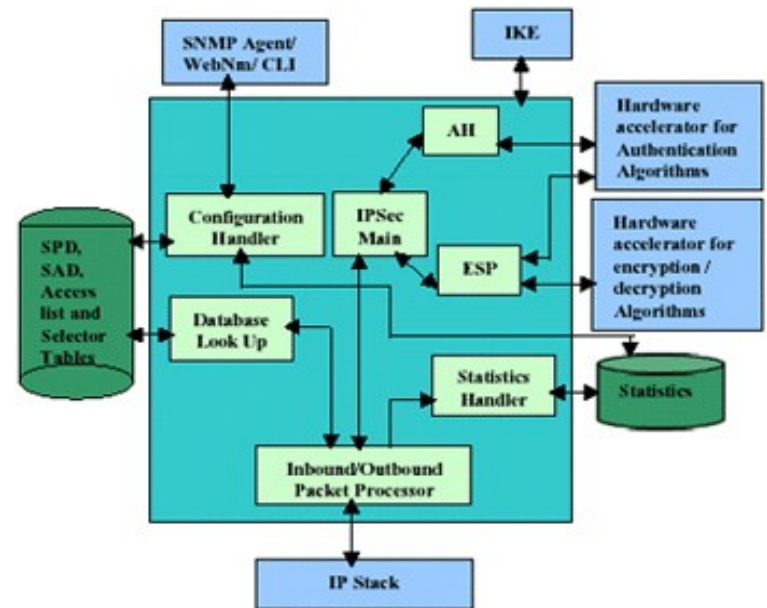 SNMP Agent/
WebNm/ CLI
IKE
AH
Hardware
accelerator for
Authentication
Algorithms
Configuration
Handler
IPSec
Main
SPD,
SAD,
Access
list and
Selector
Tables
ESP
Hardware
accelerator for
encryption /
decryption
Algorithms
Database
Look Up
Statistics
Handler
Statistics
Inbound/Outbound
Packet Processor
IP Stack